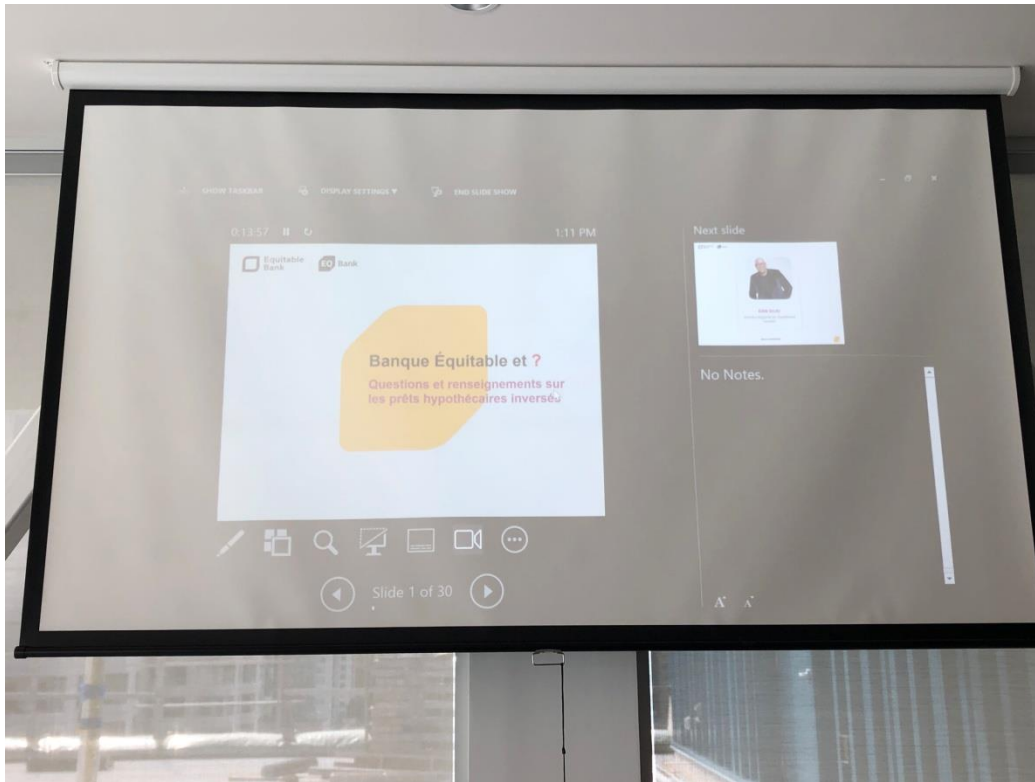 SHOW TASKBAR
DISPLAY SETTINGS ▼
END SLIDE SHOW
0:13:57
1:11 PM
Equitable
Bank
EQ Bank
Banque Équitable et ?
Questions et renseignements sur
les prêts hypothécaires inversé
Slide 1 of 30
Next slide
No Notes.
A A